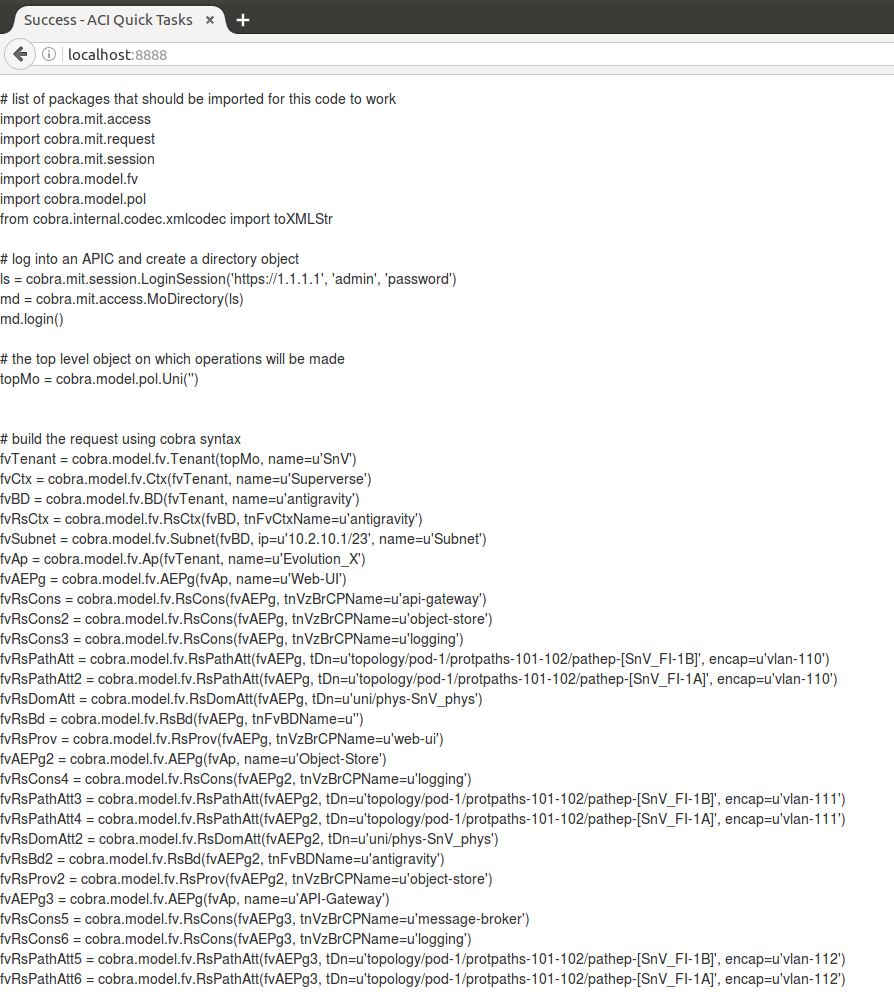 Success - ACI Quick Tasks × +
localhost:8888
# list of packages that should be imported for this code to work
import cobra.mit.access
import cobra.mit.request
import cobra.mit.session
import cobra.model.fv
import cobra.model.pol
from cobra.internal.codec.xmlcodec import toXMLStr
# log into an APIC and create a directory object
ls = cobra.mit.session.LoginSession('https://1.1.1.1', 'admin', 'password')
md = cobra.mit.access.MoDirectory(ls)
md.login()
# the top level object on which operations will be made
topMo = cobra.model.pol.Uni('')
# build the request using cobra syntax
fvTenant = cobra.model.fv.Tenant(topMo, name=u'SnV')
fvCtx = cobra.model.fv.Ctx(fvTenant, name=u'Superverse')
fvBD = cobra.model.fv.BD(fvTenant, name=u'antigravity')
fvRsCtx = cobra.model.fv.RsCtx(fvBD, tnFvCtxName=u'antigravity')
fvSubnet = cobra.model.fv.Subnet(fvBD, ip=u'10.2.10.1/23', name=u'Subnet')
fvAp = cobra.model.fv.Ap(fvTenant, name=u'Evolution_X')
fvAEPg = cobra.model.fv.AEPg(fvAp, name=u'Web-UI')
fvRsCons = cobra.model.fv.RsCons(fvAEPg, tnVzBrCPName=u'api-gateway')
fvRsCons2 = cobra.model.fv.RsCons(fvAEPg, tnVzBrCPName=u'object-store')
fvRsCons3 = cobra.model.fv.RsCons(fvAEPg, tnVzBrCPName=u'logging')
fvRsPathAtt = cobra.model.fv.RsPathAtt(fvAEPg, tDn=u'topology/pod-1/protpaths-101-102/pathep-[SnV_FI-1B]', encap=u'vlan-110')
fvRsPathAtt2 = cobra.model.fv.RsPathAtt(fvAEPg, tDn=u'topology/pod-1/protpaths-101-102/pathep-[SnV_FI-1A]', encap=u'vlan-110')
fvRsDomAtt = cobra.model.fv.RsDomAtt(fvAEPg, tDn=u'uni/phys-SnV_phys')
fvRsBd = cobra.model.fv.RsBd(fvAEPg, tnFvBDName=u'')
fvRsProv = cobra.model.fv.RsProv(fvAEPg, tnVzBrCPName=u'web-ui')
fvAEPg2 = cobra.model.fv.AEPg(fvAp, name=u'Object-Store')
fvRsCons4 = cobra.model.fv.RsCons(fvAEPg2, tnVzBrCPName=u'logging')
fvRsPathAtt3 = cobra.model.fv.RsPathAtt(fvAEPg2, tDn=u'topology/pod-1/protpaths-101-102/pathep-[SnV_FI-1B]', encap=u'vlan-111')
fvRsPathAtt4 = cobra.model.fv.RsPathAtt(fvAEPg2, tDn=u'topology/pod-1/protpaths-101-102/pathep-[SnV_FI-1A]', encap=u'vlan-111')
fvRsDomAtt2 = cobra.model.fv.RsDomAtt(fvAEPg2, tDn=u'uni/phys-SnV_phys')
fvRsBd2 = cobra.model.fv.RsBd(fvAEPg2, tnFvBDName=u'antigravity')
fvRsProv2 = cobra.model.fv.RsProv(fvAEPg2, tnVzBrCPName=u'object-store')
fvAEPg3 = cobra.model.fv.AEPg(fvAp, name=u'API-Gateway')
fvRsCons5 = cobra.model.fv.RsCons(fvAEPg3, tnVzBrCPName=u'message-broker')
fvRsCons6 = cobra.model.fv.RsCons(fvAEPg3, tnVzBrCPName=u'logging')
fvRsPathAtt5 = cobra.model.fv.RsPathAtt(fvAEPg3, tDn=u'topology/pod-1/protpaths-101-102/pathep-[SnV_FI-1B]', encap=u'vlan-112')
fvRsPathAtt6 = cobra.model.fv.RsPathAtt(fvAEPg3, tDn=u'topology/pod-1/protpaths-101-102/pathep-[SnV_FI-1A]', encap=u'vlan-112')